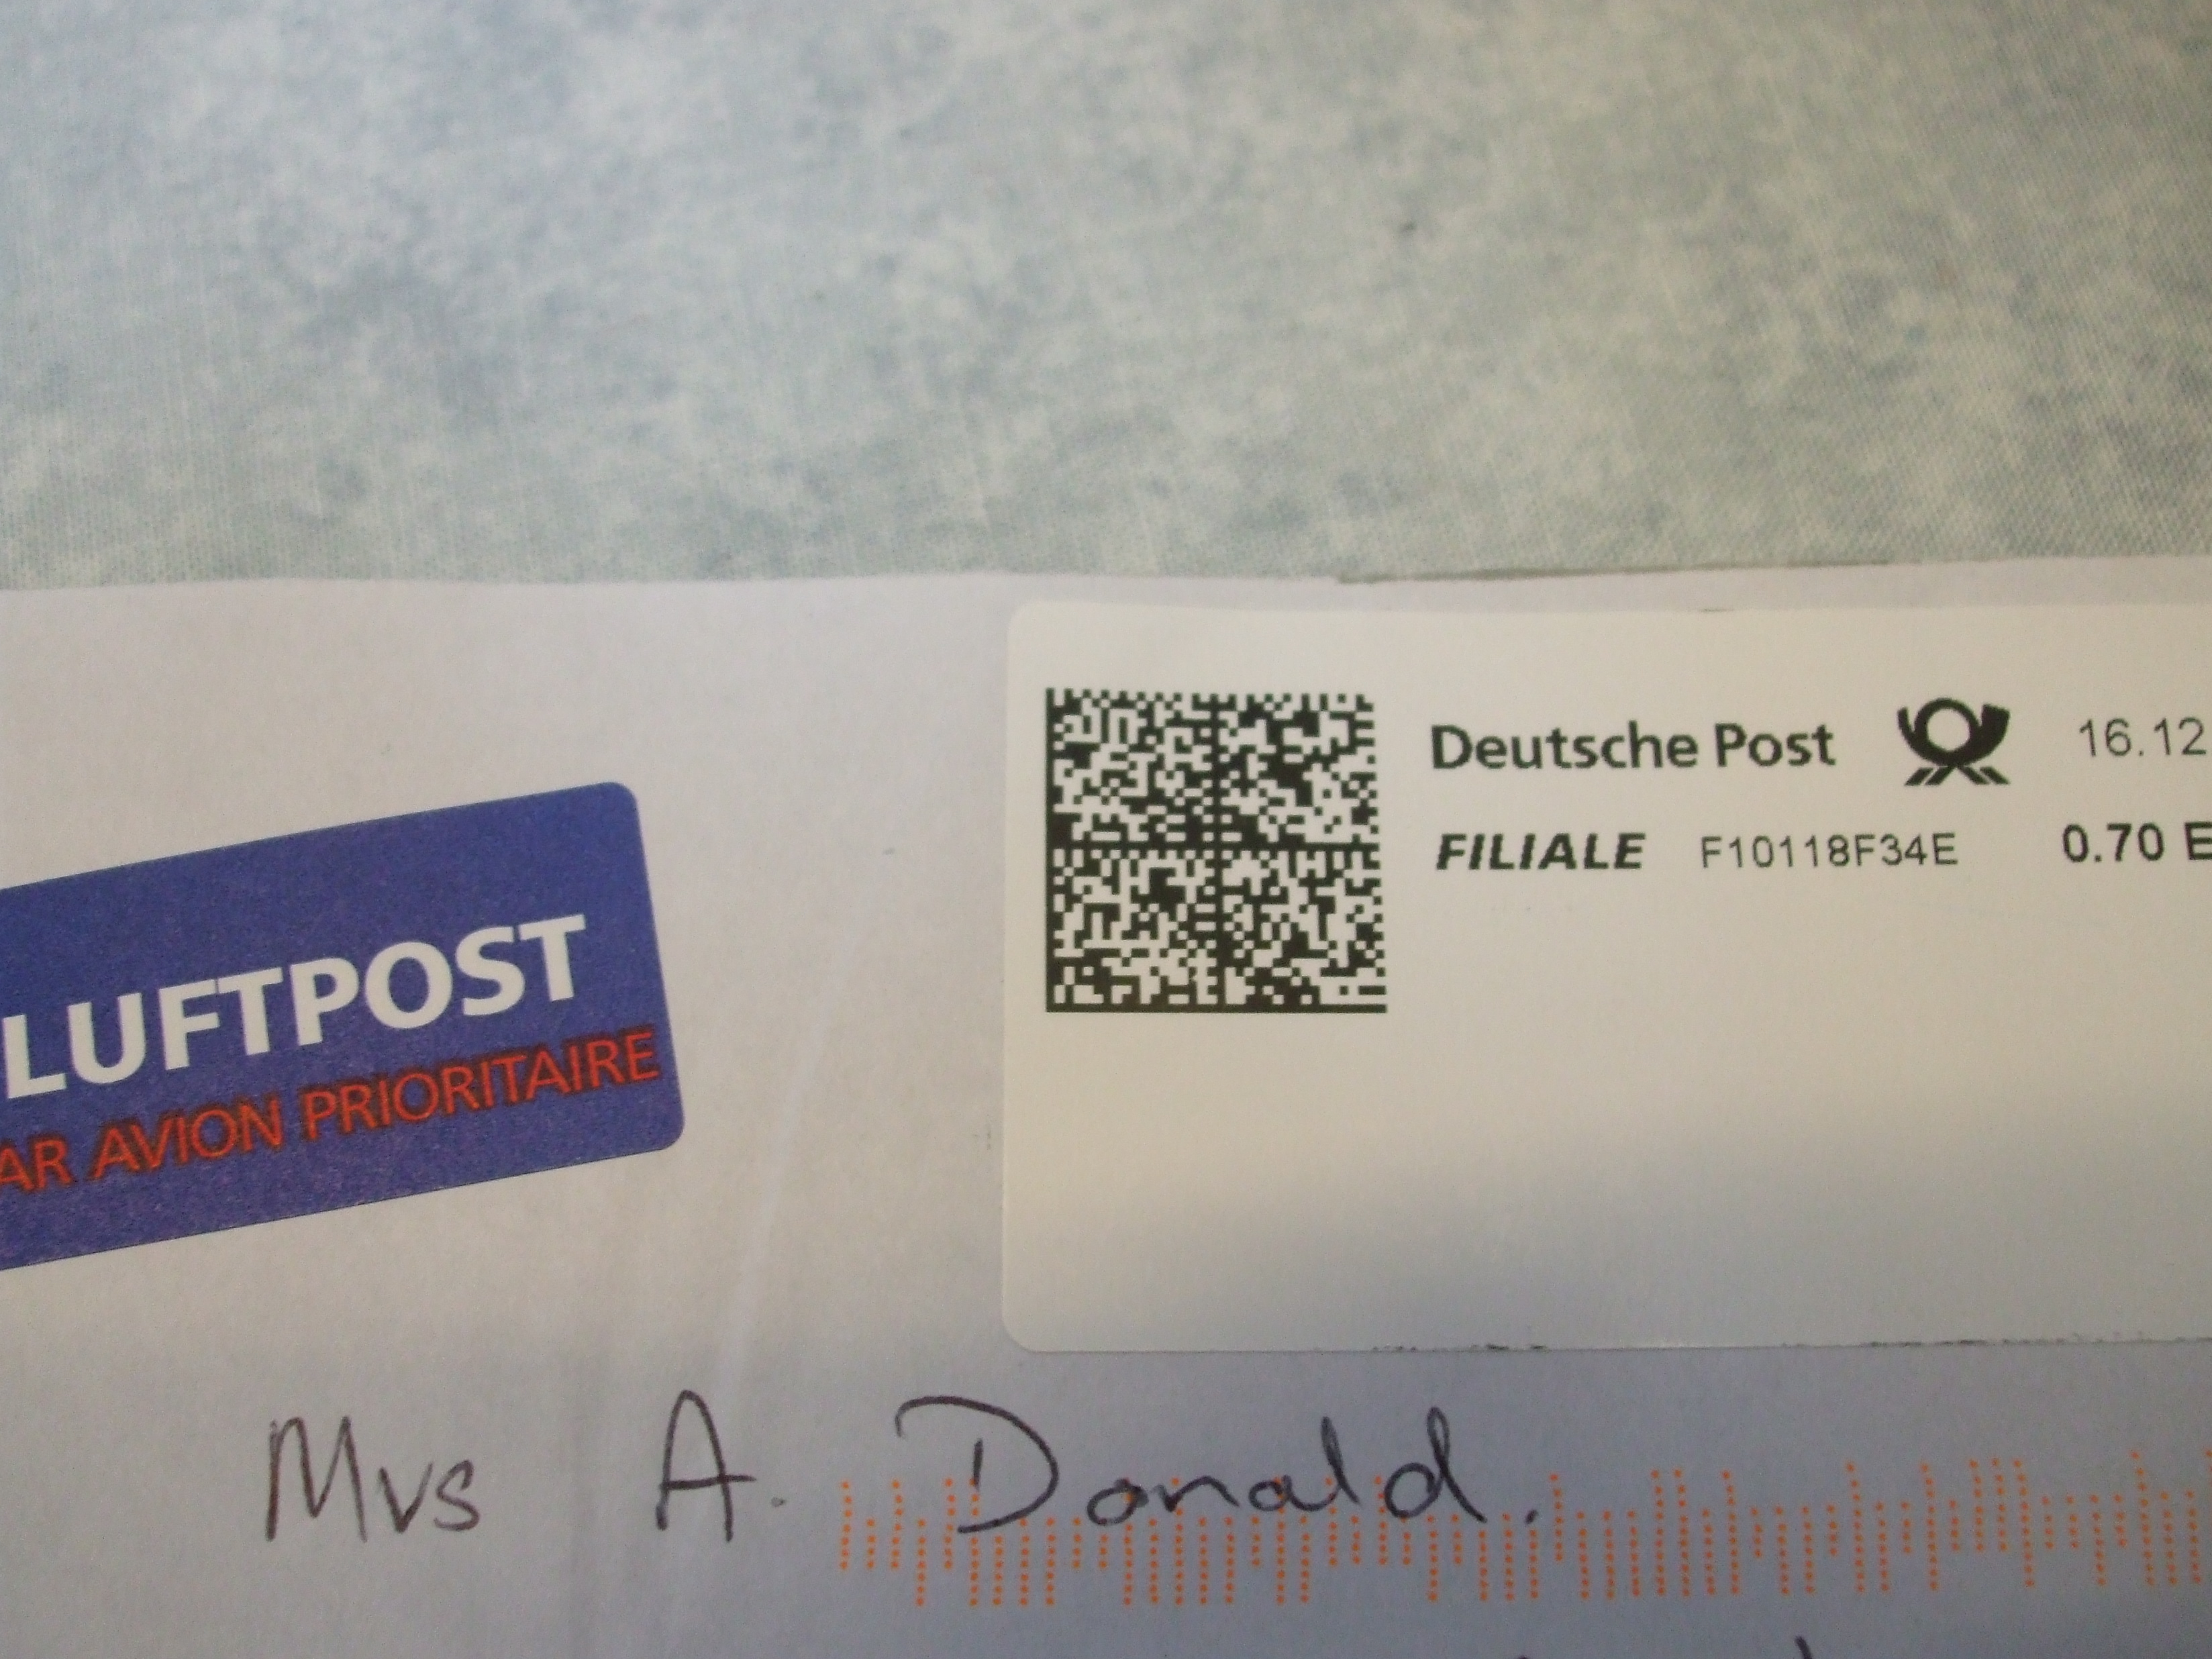 Deutsche Post 16.12
FILIALE F10118F34E 0.70 E
LUFTPOST
AR AVION PRIORITAIRE
Mrs A. Donald.